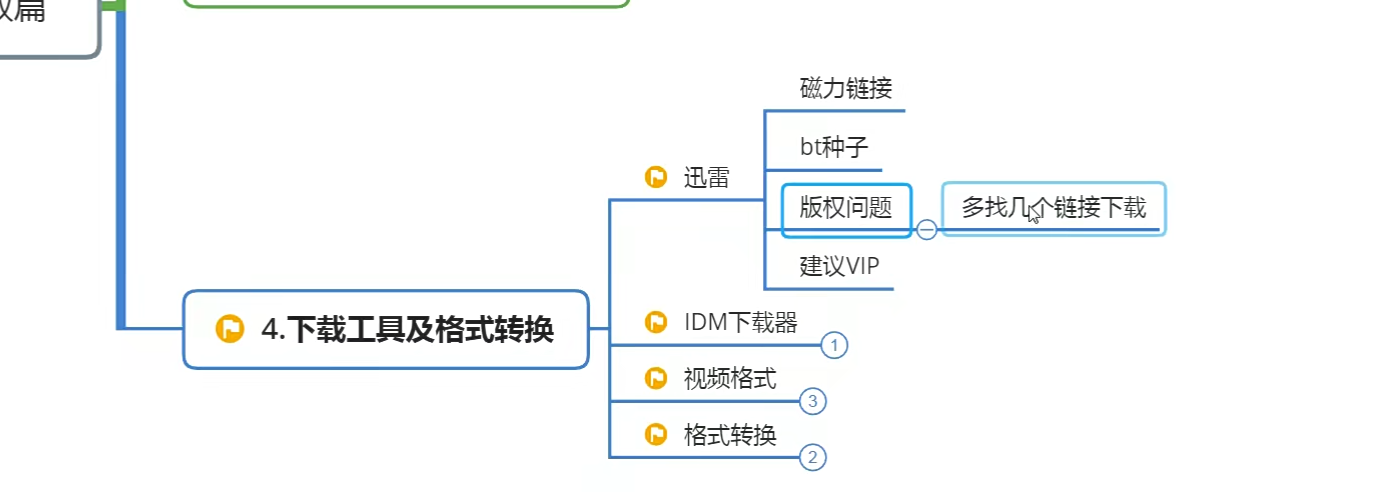 篇
4.下载工具及格式转换
迅雷
磁力链接
bt种子
版权问题
多找几个链接下载
建议VIP
IDM下载器
1
视频格式
3
格式转换
2